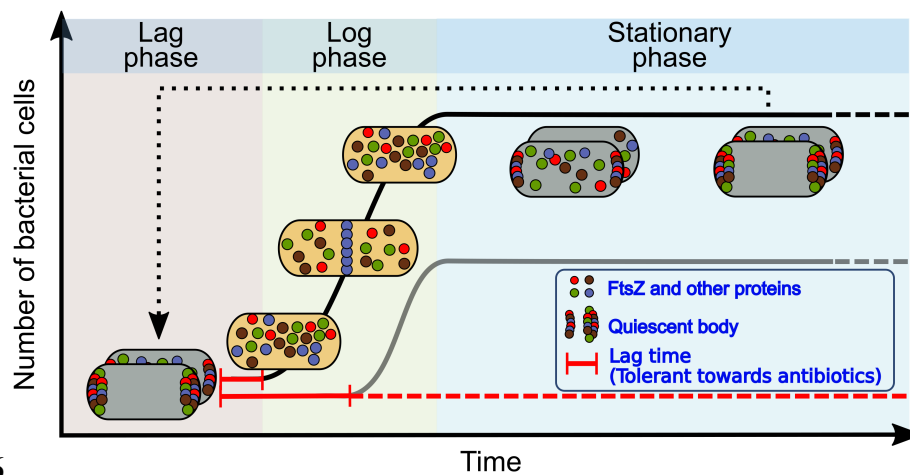 Lag
phase
Log
phase
Stationary
phase
Number of bacterial cells
FtsZ and other proteins
Quiescent body
Lag time
(Tolerant towards antibiotics)
Time